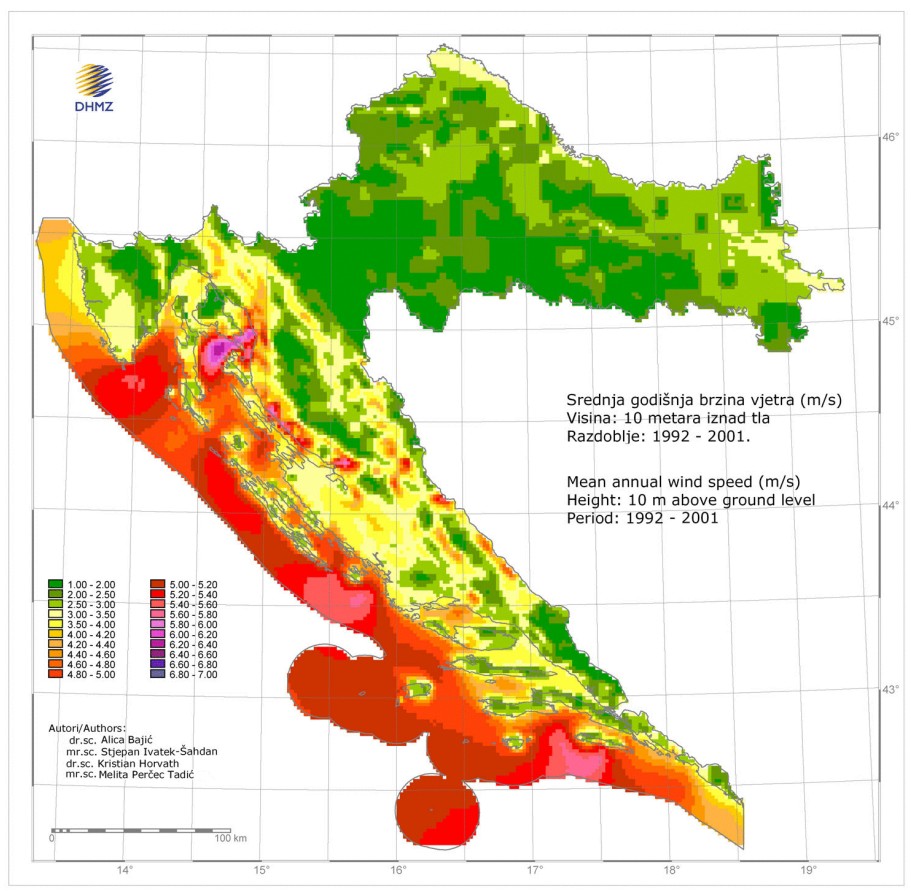 DHMZ
46°
45°
Srednja godišnja brzina vjetra (m/s)
Visina: 10 metara iznad tla
Razdoblje: 1992 - 2001.
Mean annual wind speed (m/s)
Height: 10 m above ground level
Period: 1992 - 2001
44°
1.00 - 2.00
2.00 - 2.50
2.50 - 3.00
3.00 - 3.50
3.50 - 4.00
4.00 - 4.20
4.20 - 4.40
4.40 - 4.60
4.60 - 4.80
4.80 - 5.00
5.00 - 5.20
5.20 - 5.40
5.40 - 5.60
5.60 - 5.80
5.80 - 6.00
6.00 - 6.20
6.20 - 6.40
6.40 - 6.60
6.60 - 6.80
6.80 - 7.00
43°
Autori/Authors:
dr.sc. Alica Bajić
mr.sc. Stjepan Ivatek-Šahdan
dr.sc. Kristian Horvath
mr.sc. Melita Perčec Tadić
0 100 km
14° 15° 16° 17° 18° 19°